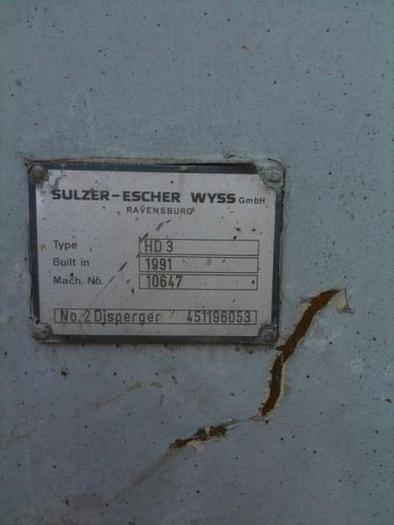 SULZER-ESCHER WYSS GmbH
RAVENSBURG
Type HD 3
Built in 1991
Mach. No. 10647
No.2 Disperger 451196053